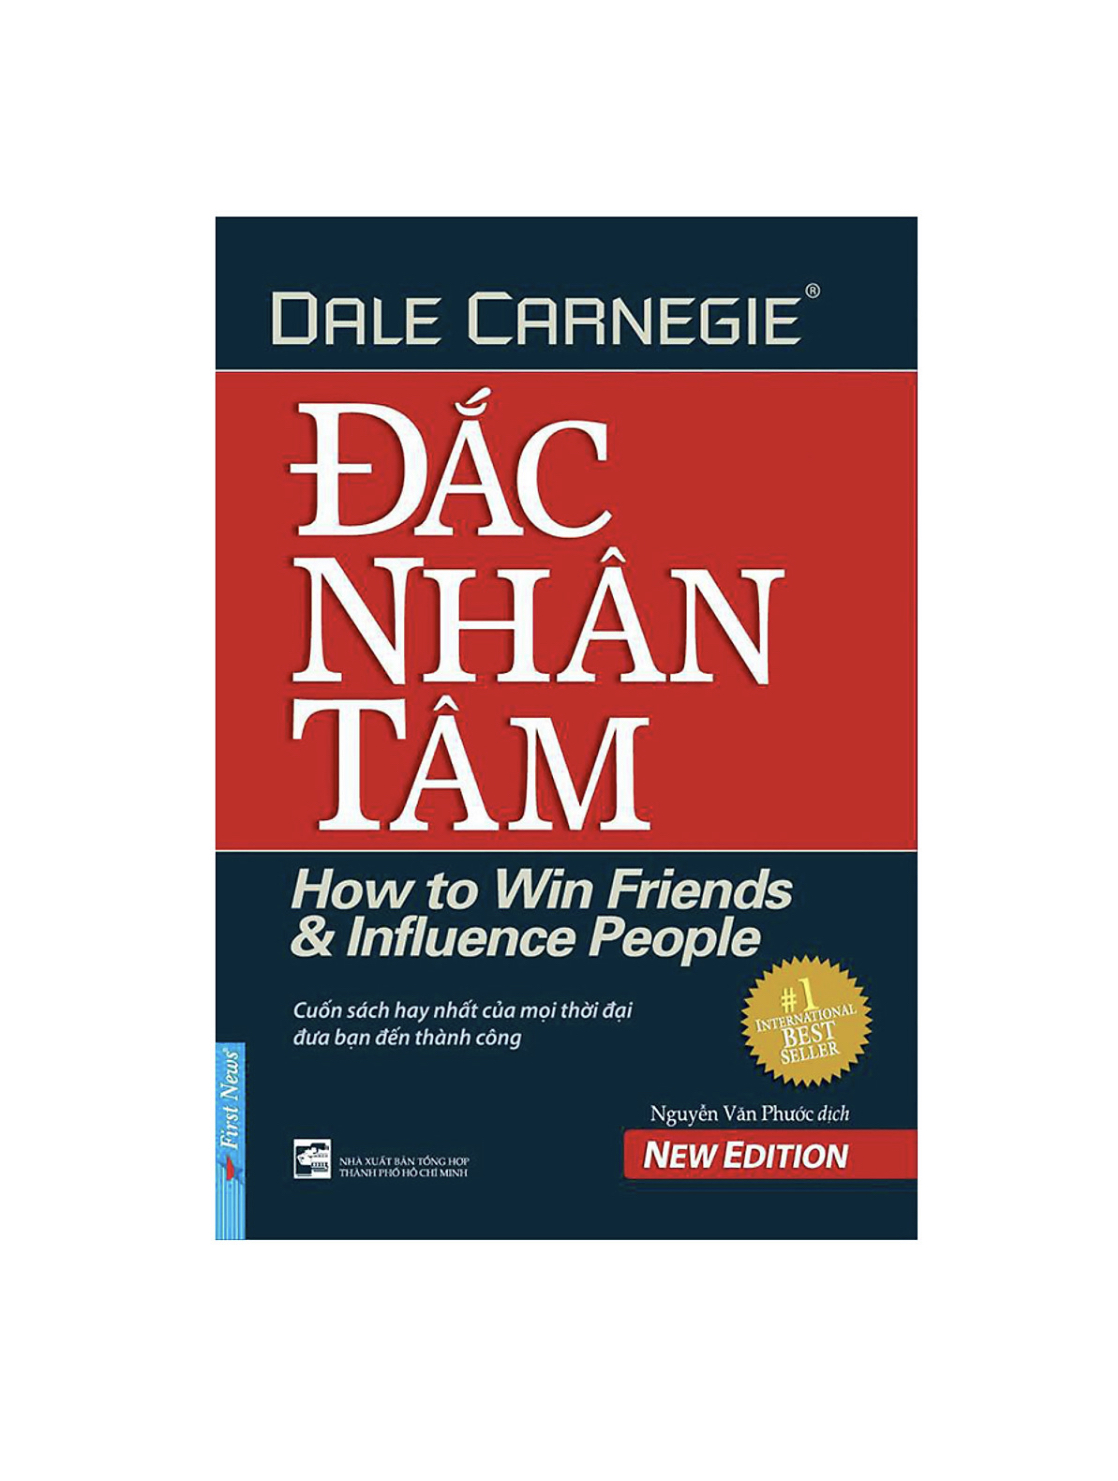 DALE CARNEGIE®
ĐẮC
NHÂN
TÂM
How to Win Friends
& Influence People
Cuốn sách hay nhất của mọi thời đại
đưa bạn đến thành công
#1
INTERNATIONAL
BEST
SELLER
Nguyễn Văn Phước dịch
NEW EDITION
First News®
NHÀ XUẤT BẢN TỔNG HỢP
THÀNH PHỐ HỒ CHÍ MINH